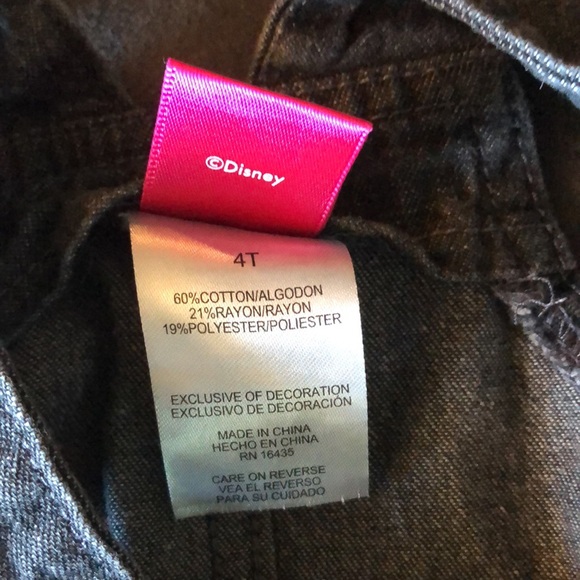 ©Disney
4T
60%COTTON/ALGODON
21%RAYON/RAYON
19%POLYESTER/POLIESTER
EXCLUSIVE OF DECORATION
EXCLUSIVO DE DECORACIÓN
MADE IN CHINA
HECHO EN CHINA
RN 16435
CARE ON REVERSE
VEA EL REVERSO
PARA SU CUIDADO